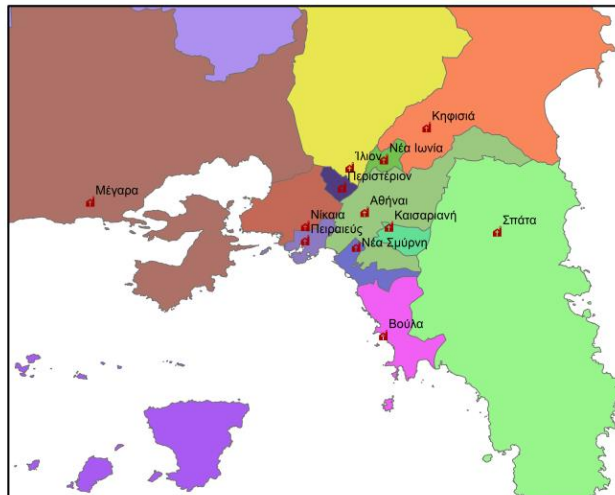 Κηφισιά
Νέα Ιωνία
Ίλιον
Περιστέριον
Μέγαρα
Αθήναι
Νίκαια
Καισαριανή
Σπάτα
Πειραιεύς
Νέα Σμύρνη
Βούλα